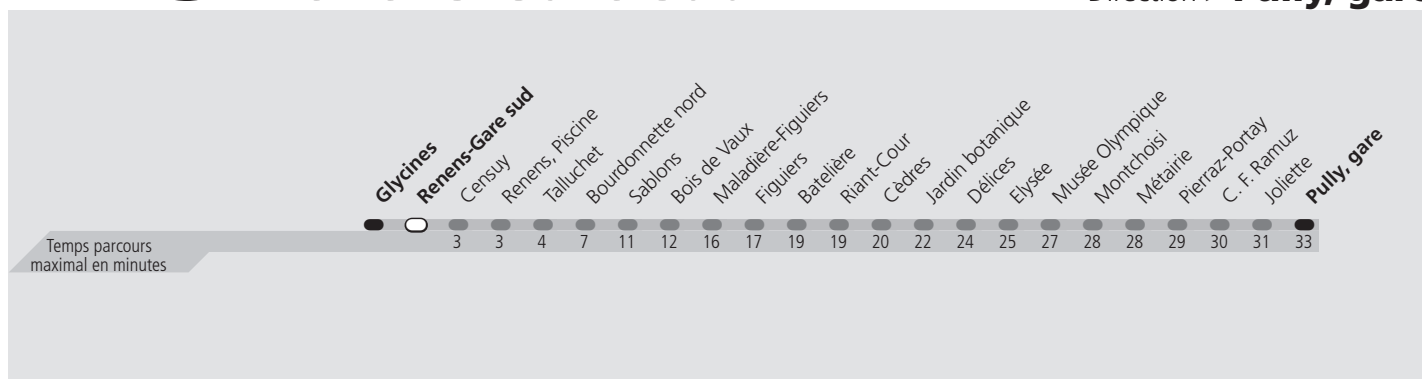 Direction : Pully, gare
Glycines
Renens-Gare sud
Censuy
Renens, Piscine
Talluchet
Bourdonnette nord
Sablons
Bois de Vaux
Maladière-Figuiers
Figuiers
Batelière
Riant-Cour
Cèdres
Jardin botanique
Délices
Elysée
Musée Olympique
Montchoisi
Métairie
Pierraz-Portay
C. F. Ramuz
Joliette
Pully, gare
Temps parcours
maximal en minutes
3 3 4 7 11 12 16 17 19 19 20 22 24 25 27 28 28 29 30 31 33